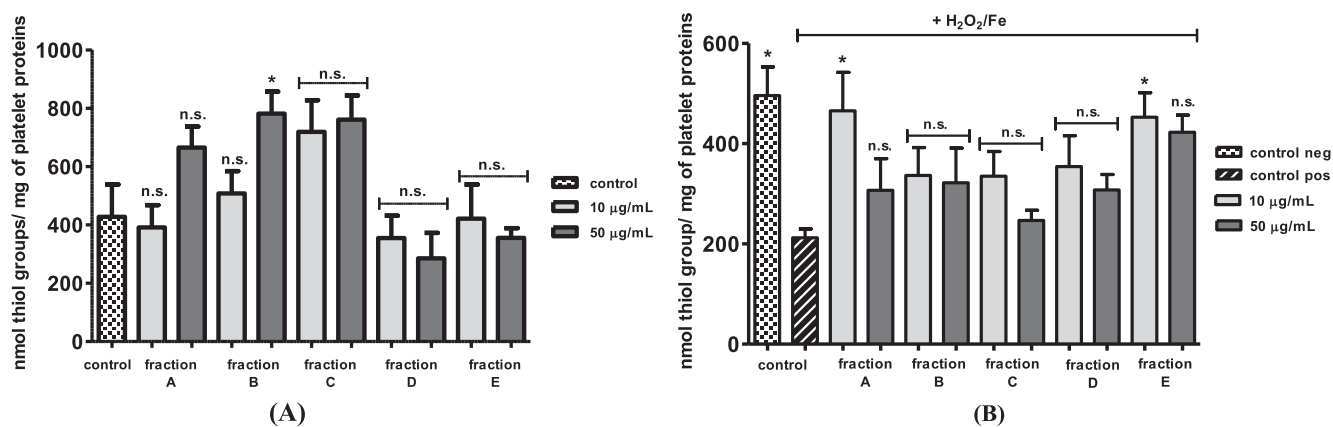 nmol thiol groups/ mg of platelet proteins
1000
800
600
400
200
0
n.s.
n.s.
n.s.
*
n.s.
n.s.
n.s.
control
fraction
A
fraction
B
fraction
C
fraction
D
fraction
E
control
10 µg/mL
50 µg/mL
(A)
nmol thiol group/ mg of platelet proteins
600
400
200
0
+ H₂O₂/Fe
*
*
n.s.
n.s.
n.s.
n.s.
*
n.s.
control
fraction
A
fraction
B
fraction
C
fraction
D
fraction
E
control neg
control pos
10 µg/mL
50 µg/mL
(B)